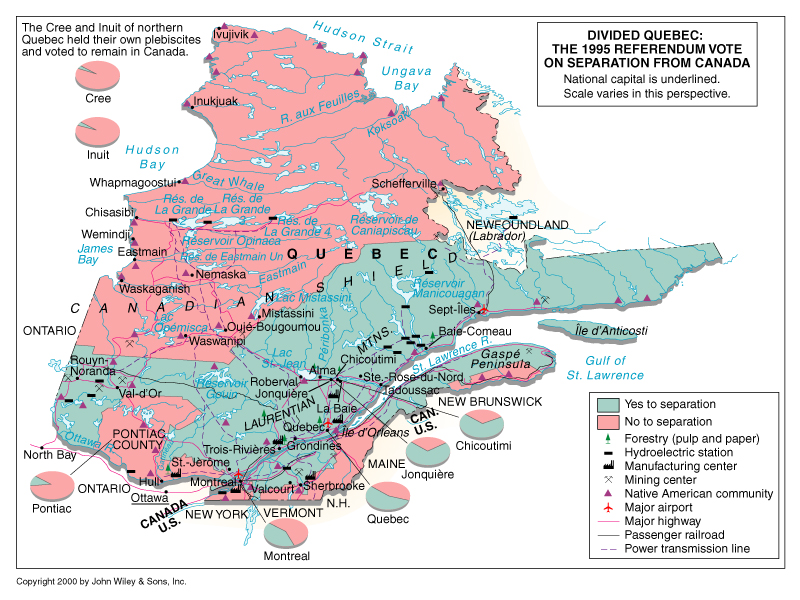 The Cree and Inuit of northern
Quebec held their own plebiscites
and voted to remain in Canada.
Cree
Inuit
DIVIDED QUEBEC:
THE 1995 REFERENDUM VOTE
ON SEPARATION FROM CANADA
National capital is underlined.
Scale varies in this perspective.
Ivujivik
Hudson Strait
Ungava
Bay
Inukjuak
R. aux Feuilles
Koksoak
Hudson
Bay
Whapmagoostui
Great Whale
Schefferville
Chisasibi
Rés. de
La Grande
Rés. de
La Grande
3
Rés. de
La Grande 4
Réservoir de
Caniapiscau
NEWFOUNDLAND
(Labrador)
Wemindji
James
Bay
Réservoir Opinaca
Eastmain
Rés. de Eastmain Un
QUEBEC
Nemaska
Eastmain
Waskaganish
CANADIAN SHIELD
Lac Mistassini
Réservoir
Manicouagan
Mistassini
Lac
Opémisca
Oujé-Bougoumou
Sept-Îles
ONTARIO
Waswanipi
Peribonka
MTNS.
Baie-Comeau
Île d'Anticosti
Rouyn-
Noranda
Lac
St-Jean
Chicoutimi
St. Lawrence R.
Gaspé
Peninsula
Gulf of
St. Lawrence
Alma
Val-d'Or
Réservoir
Gouin
Roberval
Jonquière
Ste.-Rose-du-Nord
Tadoussac
LAURENTIAN
La Baie
CAN.
U.S.
NEW BRUNSWICK
Quebec
Île d'Orleans
Chicoutimi
Ottawa
PONTIAC
COUNTY
North Bay
Trois-Rivières
Grondines
MAINE
Jonquière
St.-Jèrome
Hull
Montreal
Valcourt
Sherbrooke
Pontiac
ONTARIO
Ottawa
CANADA
U.S.
NEW YORK
VERMONT
N.H.
Quebec
Montreal
Yes to separation
No to separation
Forestry (pulp and paper)
Hydroelectric station
Manufacturing center
Mining center
Native American community
Major airport
Major highway
Passenger railroad
Power transmission line
Copyright 2000 by John Wiley & Sons, Inc.